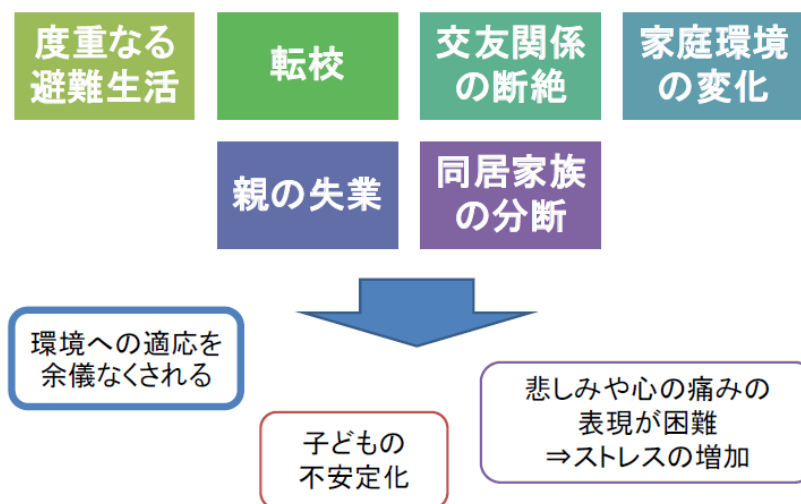 度重なる
避難生活
転校
交友関係
の断絶
家庭環境
の変化
親の失業
同居家族
の分断
環境への適応を
余儀なくされる
悲しみや心の痛みの
表現が困難
⇒ストレスの増加
子どもの
不安定化